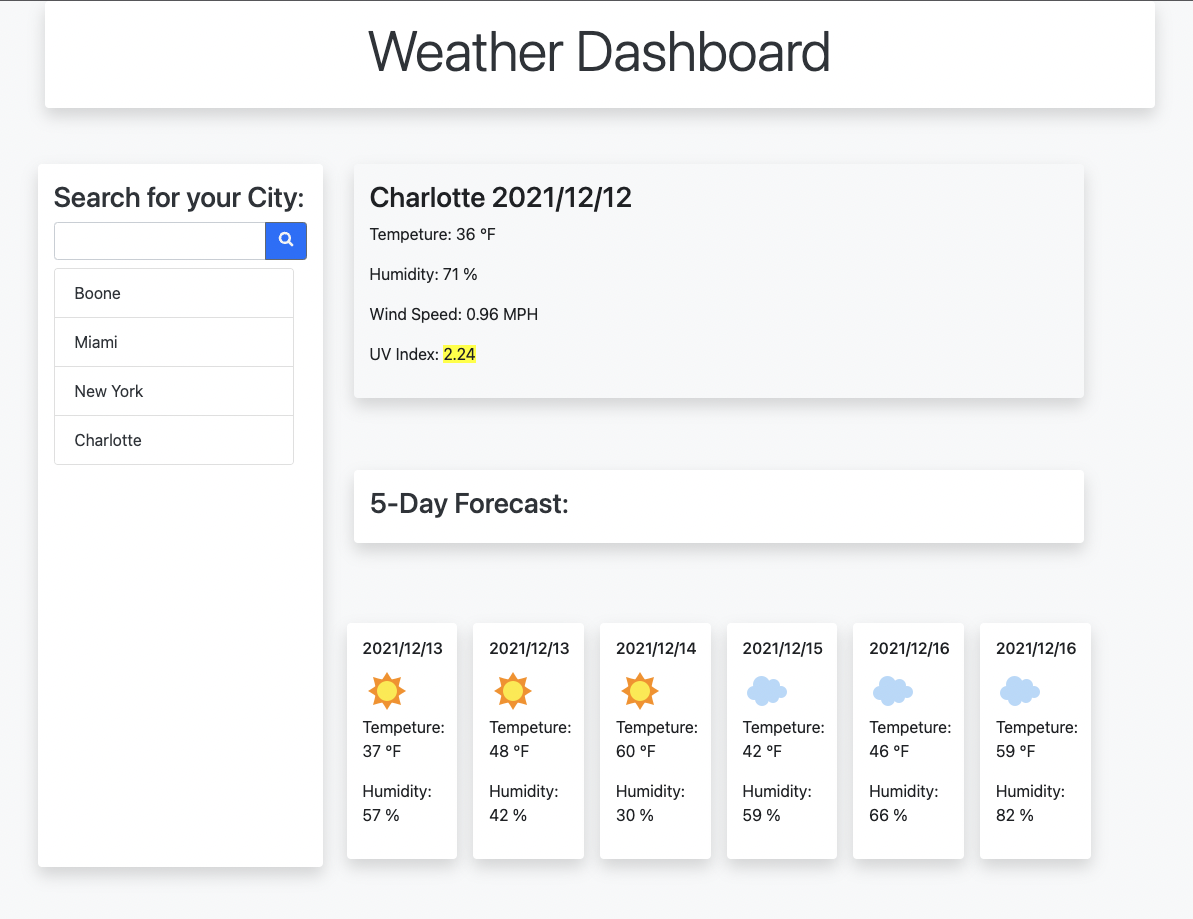 Weather Dashboard
Search for your City:
Boone
Miami
New York
Charlotte
Charlotte 2021/12/12
Tempeture: 36 °F
Humidity: 71 %
Wind Speed: 0.96 MPH
UV Index: 2.24
5-Day Forecast:
2021/12/13
Tempeture:
37 °F
Humidity:
57 %
2021/12/13
Tempeture:
48 °F
Humidity:
42 %
2021/12/14
Tempeture:
60 °F
Humidity:
30 %
2021/12/15
Tempeture:
42 °F
Humidity:
59 %
2021/12/16
Tempeture:
46 °F
Humidity:
66 %
2021/12/16
Tempeture:
59 °F
Humidity:
82 %